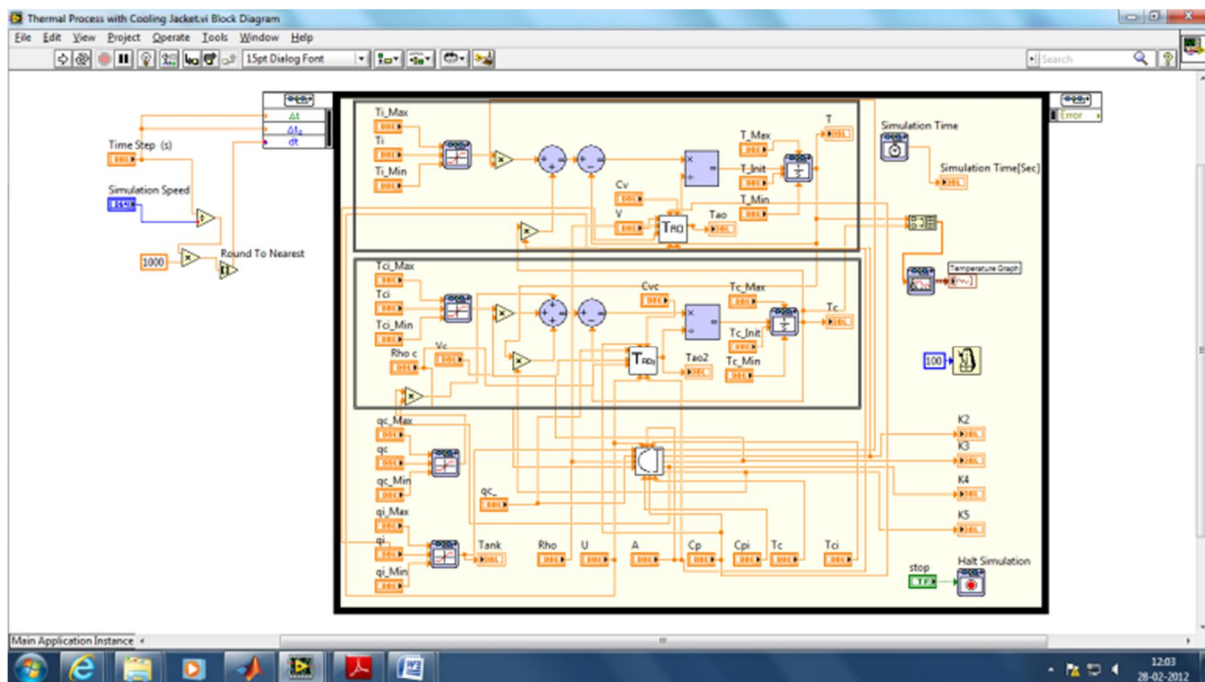 Thermal Process with Cooling Jacket.vi Block Diagram
File Edit View Project Operate Tools Window Help
15pt Dialog Font
Search
Δt
dt
Error
Time Step (s)
Simulation Speed
1000
Round To Nearest
Ti_Max
Ti
Ti_Min
Cv
V
Tao
T_Max
T_Init
T_Min
T
Simulation Time
Simulation Time[Sec]
Temperature Graph
Tci_Max
Tci
Tci_Min
Rho c
Vc
Cvc
Tao2
Tc_Max
Tc_Init
Tc_Min
Tc
100
qc_Max
qc
qc_Min
qc_
qi_Max
qi
qi_Min
Tank
Rho
U
A
Cp
Cpi
Tc
Tci
K2
K3
K4
K5
stop
TF
Halt Simulation
Main Application Instance
12:03
28-02-2012